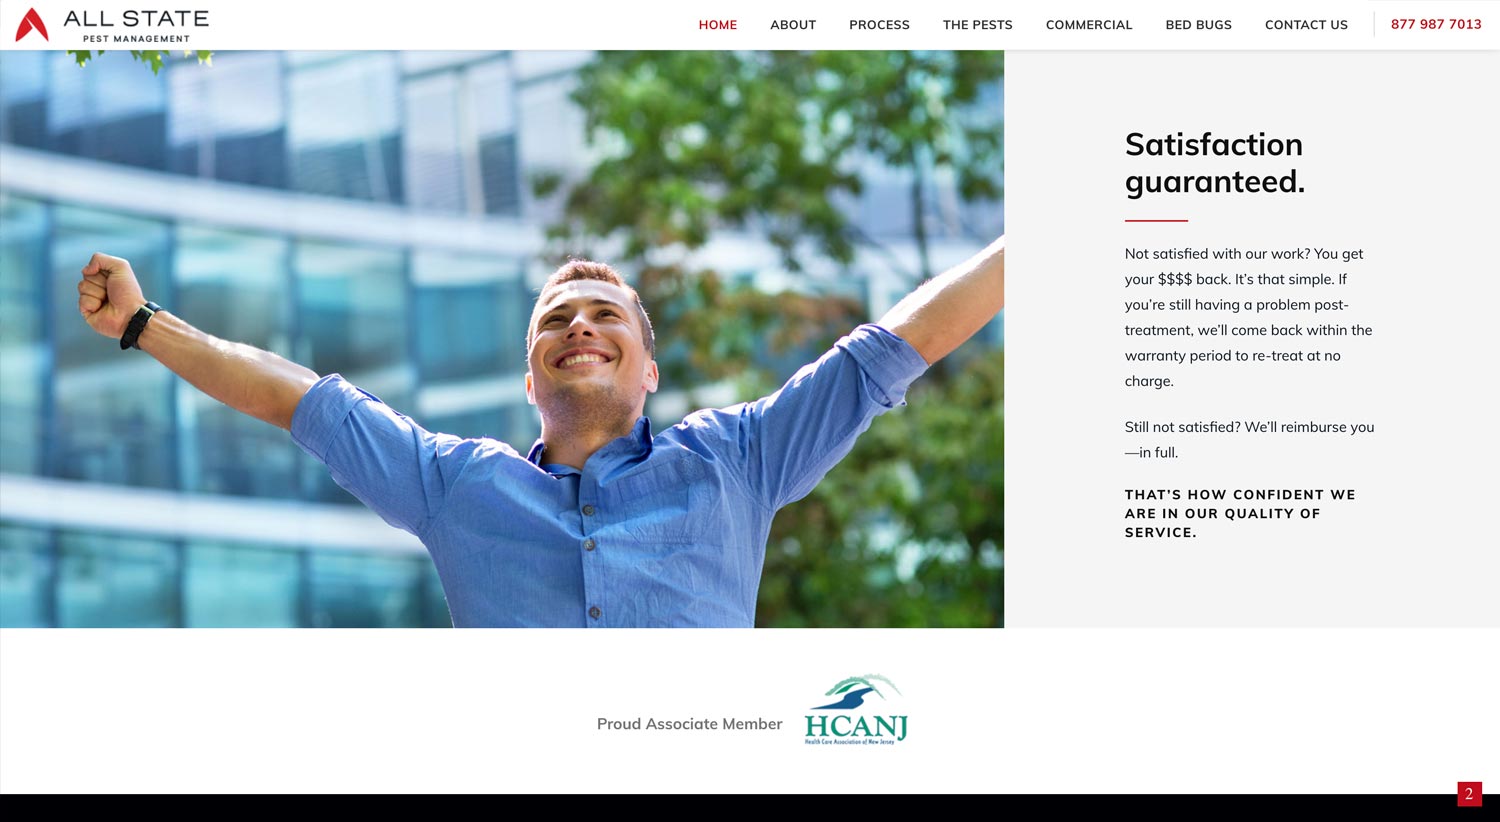 ALL STATE
PEST MANAGEMENT
HOME ABOUT PROCESS THE PESTS COMMERCIAL BED BUGS CONTACT US 877 987 7013
Satisfaction
guaranteed.
Not satisfied with our work? You get
your $$$$ back. It’s that simple. If
you’re still having a problem post-
treatment, we’ll come back within the
warranty period to re-treat at no
charge.
Still not satisfied? We’ll reimburse you
—in full.
THAT’S HOW CONFIDENT WE
ARE IN OUR QUALITY OF
SERVICE.
Proud Associate Member
HCANJ
Health Care Association of New Jersey
2